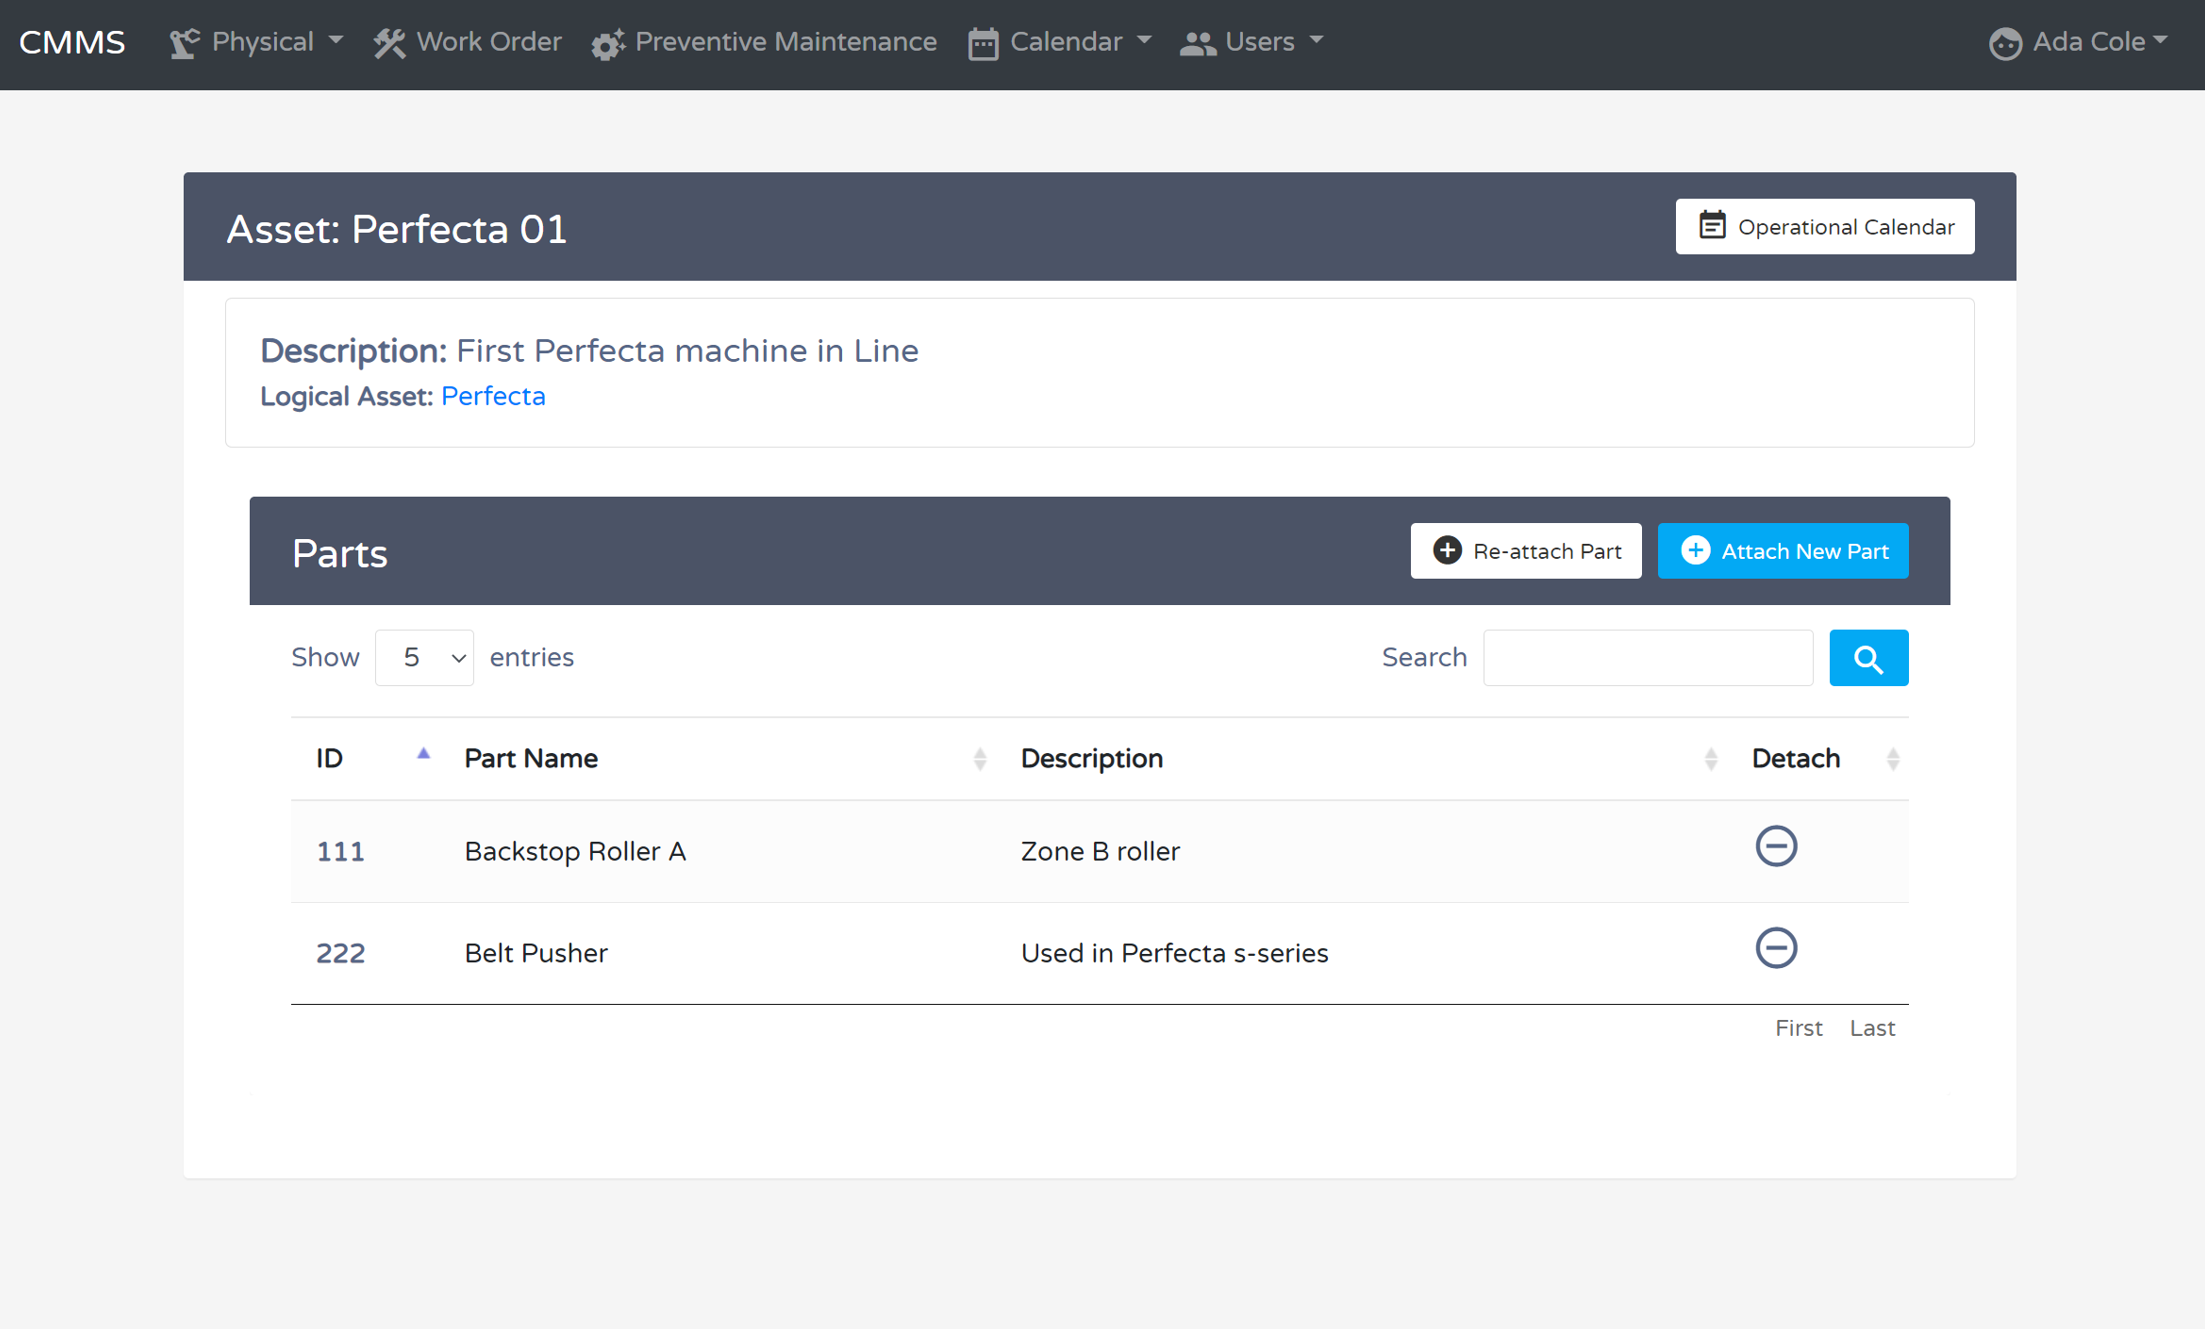 CMMS Physical Work Order Preventive Maintenance Calendar Users Ada Cole
Asset: Perfecta 01 Operational Calendar
Description: First Perfecta machine in Line
Logical Asset: Perfecta
Parts Re-attach Part Attach New Part
Show 5 entries Search
ID Part Name Description Detach
111 Backstop Roller A Zone B roller
222 Belt Pusher Used in Perfecta s-series
First Last